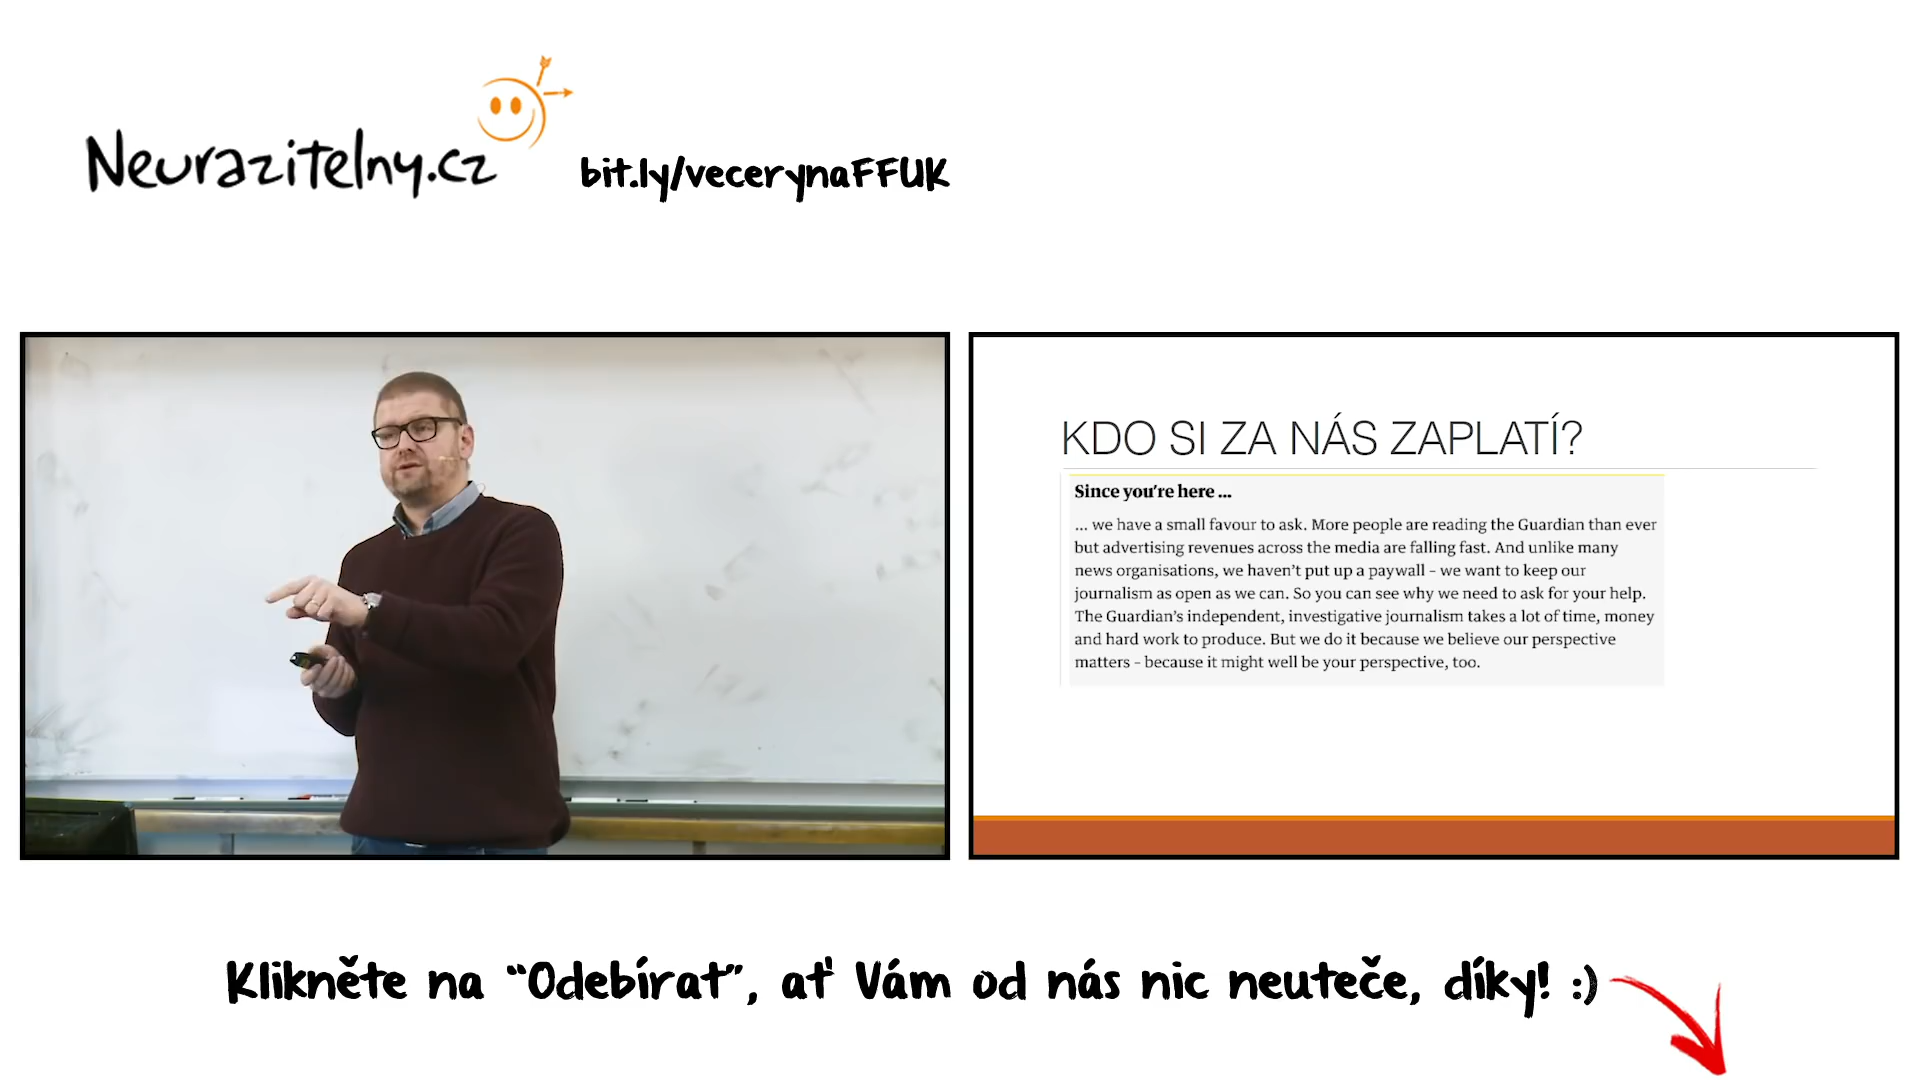 Neurazitelny.cz
bit.ly/vecerynaFFUK
KDO SI ZA NÁS ZAPLATÍ?
Since you're here ...
... we have a small favour to ask. More people are reading the Guardian than ever
but advertising revenues across the media are falling fast. And unlike many
news organisations, we haven't put up a paywall – we want to keep our
journalism as open as we can. So you can see why we need to ask for your help.
The Guardian's independent, investigative journalism takes a lot of time, money
and hard work to produce. But we do it because we believe our perspective
matters – because it might well be your perspective, too.
Klikněte na “Odebírat”, ať Vám od nás nic neuteče, díky! :)